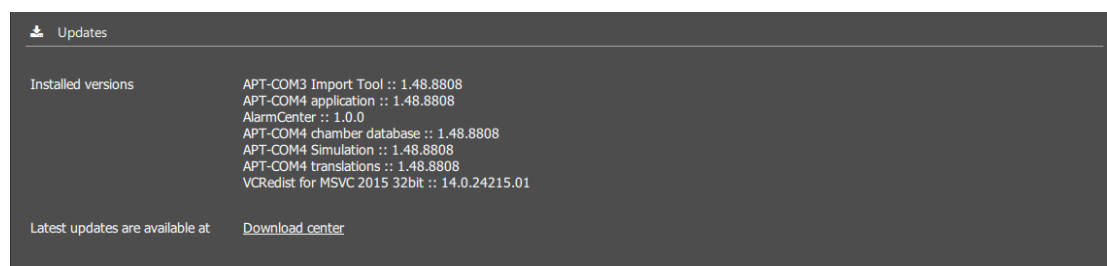 Updates
Installed versions
APT-COM3 Import Tool :: 1.48.8808
APT-COM4 application :: 1.48.8808
AlarmCenter :: 1.0.0
APT-COM4 chamber database :: 1.48.8808
APT-COM4 Simulation :: 1.48.8808
APT-COM4 translations :: 1.48.8808
VCRedist for MSVC 2015 32bit :: 14.0.24215.01
Latest updates are available at Download center